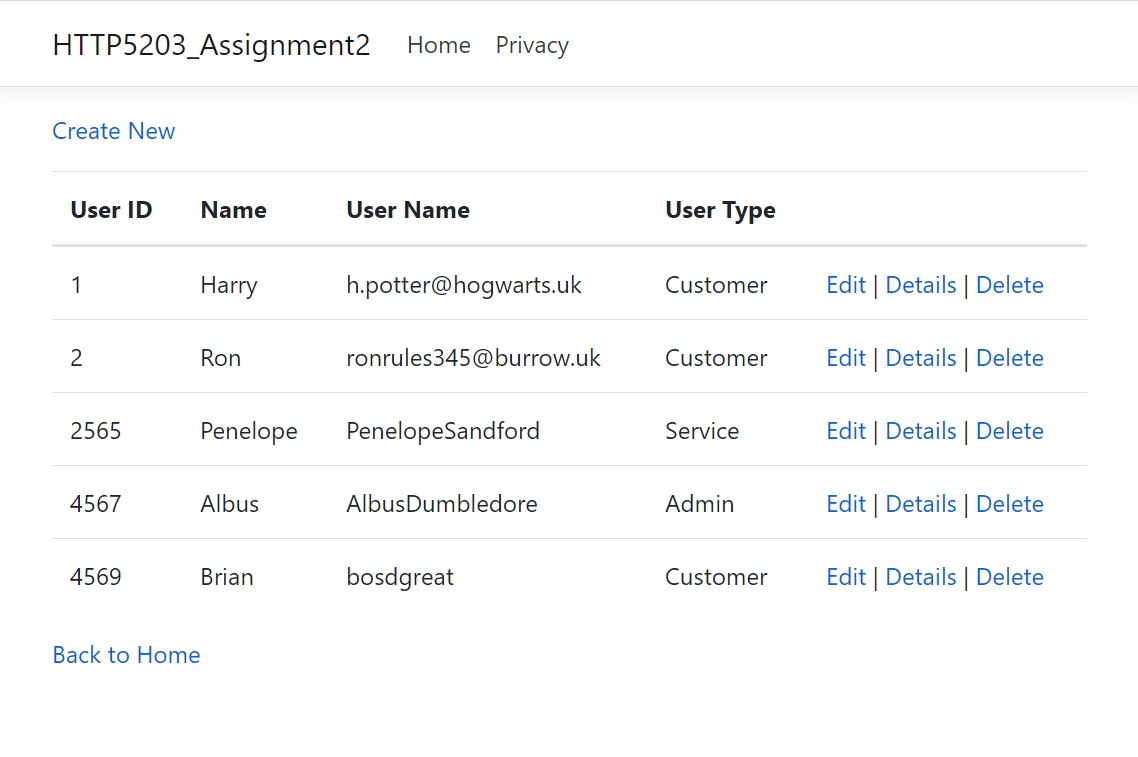 HTTP5203_Assignment2 Home Privacy
Create New
User ID Name User Name User Type
1 Harry h.potter@hogwarts.uk Customer Edit | Details | Delete
2 Ron ronrules345@burrow.uk Customer Edit | Details | Delete
2565 Penelope PenelopeSandford Service Edit | Details | Delete
4567 Albus AlbusDumbledore Admin Edit | Details | Delete
4569 Brian bosdgreat Customer Edit | Details | Delete
Back to Home